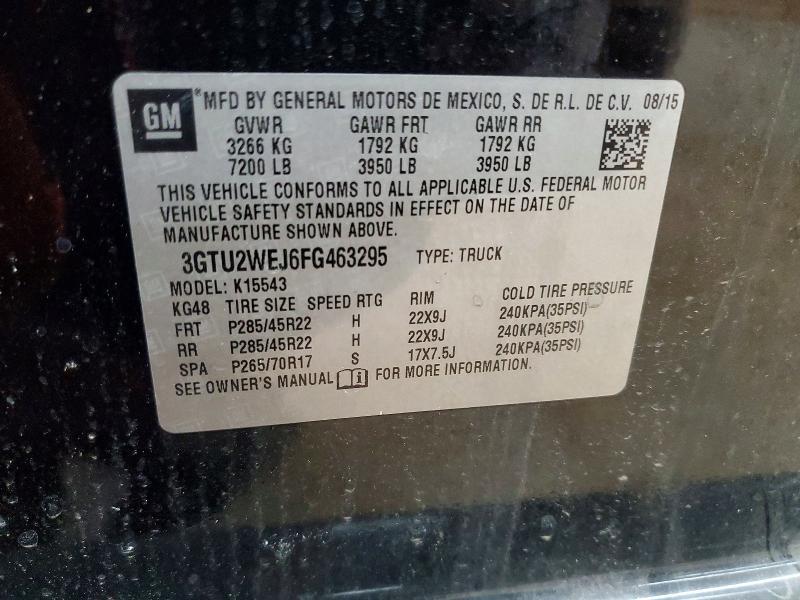 GM ®MFD BY GENERAL MOTORS DE MEXICO, S. DE R.L. DE C.V. 08/15
GVWR GAWR FRT GAWR RR
3266 KG 1792 KG 1792 KG
7200 LB 3950 LB 3950 LB
THIS VEHICLE CONFORMS TO ALL APPLICABLE U.S. FEDERAL MOTOR
VEHICLE SAFETY STANDARDS IN EFFECT ON THE DATE OF
MANUFACTURE SHOWN ABOVE.
3GTU2WEJ6FG463295 TYPE: TRUCK
MODEL: K15543
KG48 TIRE SIZE SPEED RTG RIM COLD TIRE PRESSURE
FRT P285/45R22 H 22X9J 240KPA(35PSI)
RR P285/45R22 H 22X9J 240KPA(35PSI)
SPA P265/70R17 S 17X7.5J 240KPA(35PSI)
SEE OWNER'S MANUAL FOR MORE INFORMATION.